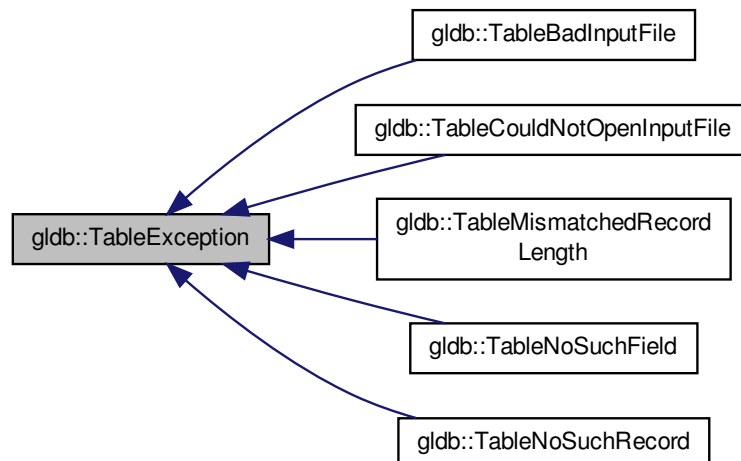 gldb::TableBadInputFile
gldb::TableCouldNotOpenInputFile
gldb::TableException
gldb::TableMismatchedRecord
Length
gldb::TableNoSuchField
gldb::TableNoSuchRecord